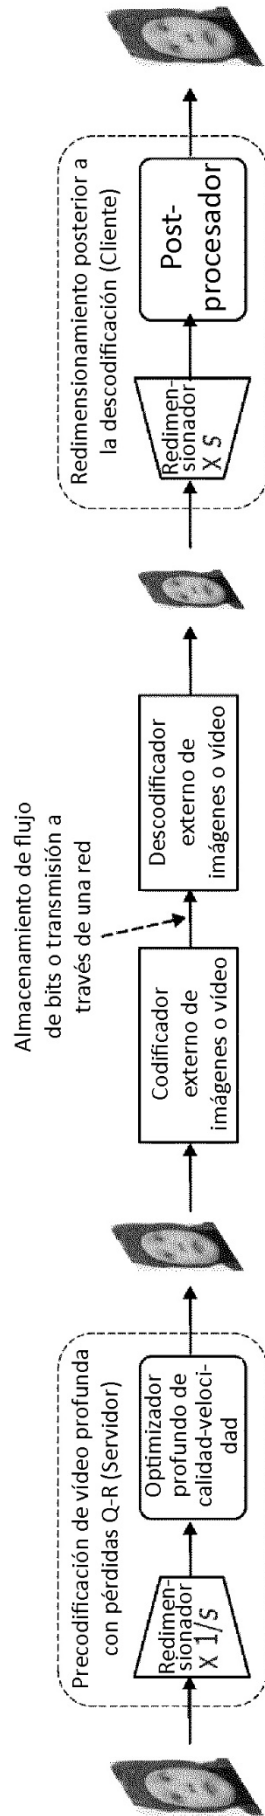 Precodificación de vídeo profunda
con pérdidas Q-R (Servidor)
Redimen-
sionador
X 1/s
Optimizador
profundo de
calidad-veloci-
dad
Almacenamiento de flujo
de bits o transmisión a
través de una red
Codificador
externo de
imágenes o vídeo
Descodificador
externo de
imágenes o vídeo
Redimensionamiento posterior a
la descodificación (Cliente)
Redimen-
sionador
X s
Post-
procesador